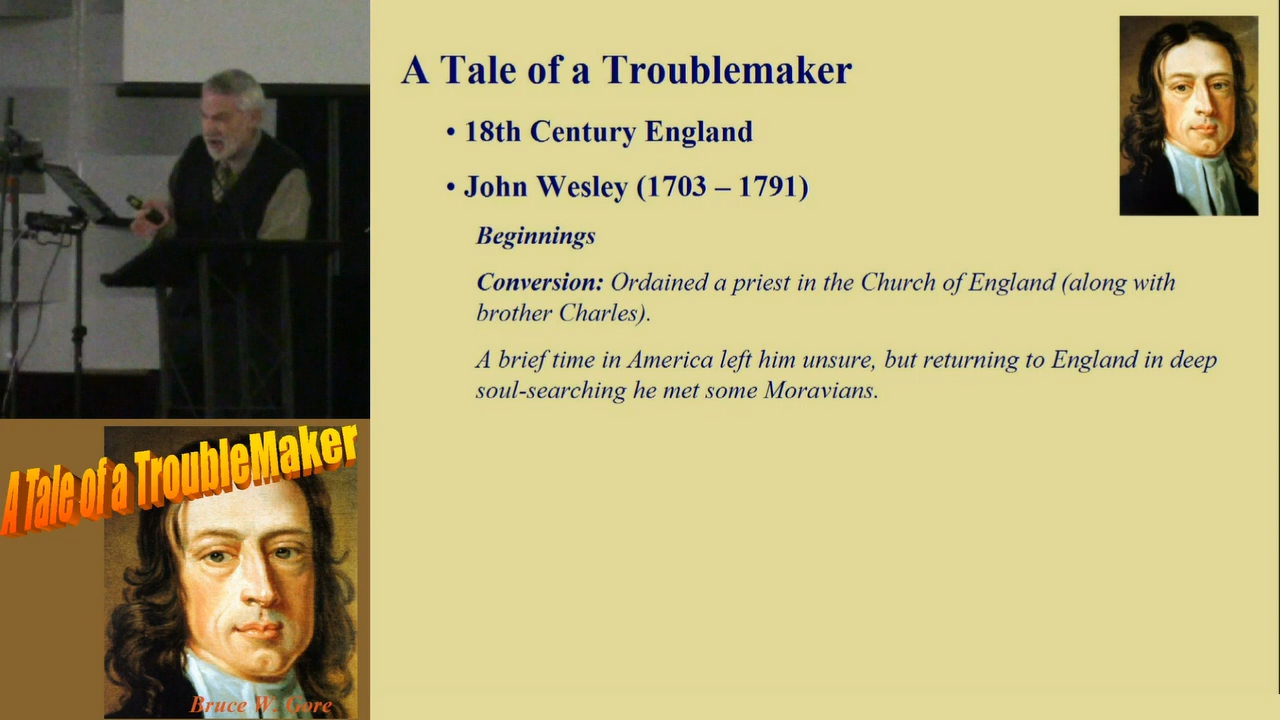 A Tale of a Troublemaker
• 18th Century England
• John Wesley (1703 – 1791)
Beginnings
Conversion: Ordained a priest in the Church of England (along with
brother Charles).
A brief time in America left him unsure, but returning to England in deep
soul-searching he met some Moravians.
A Tale of a TroubleMaker
Bruce W. Gore